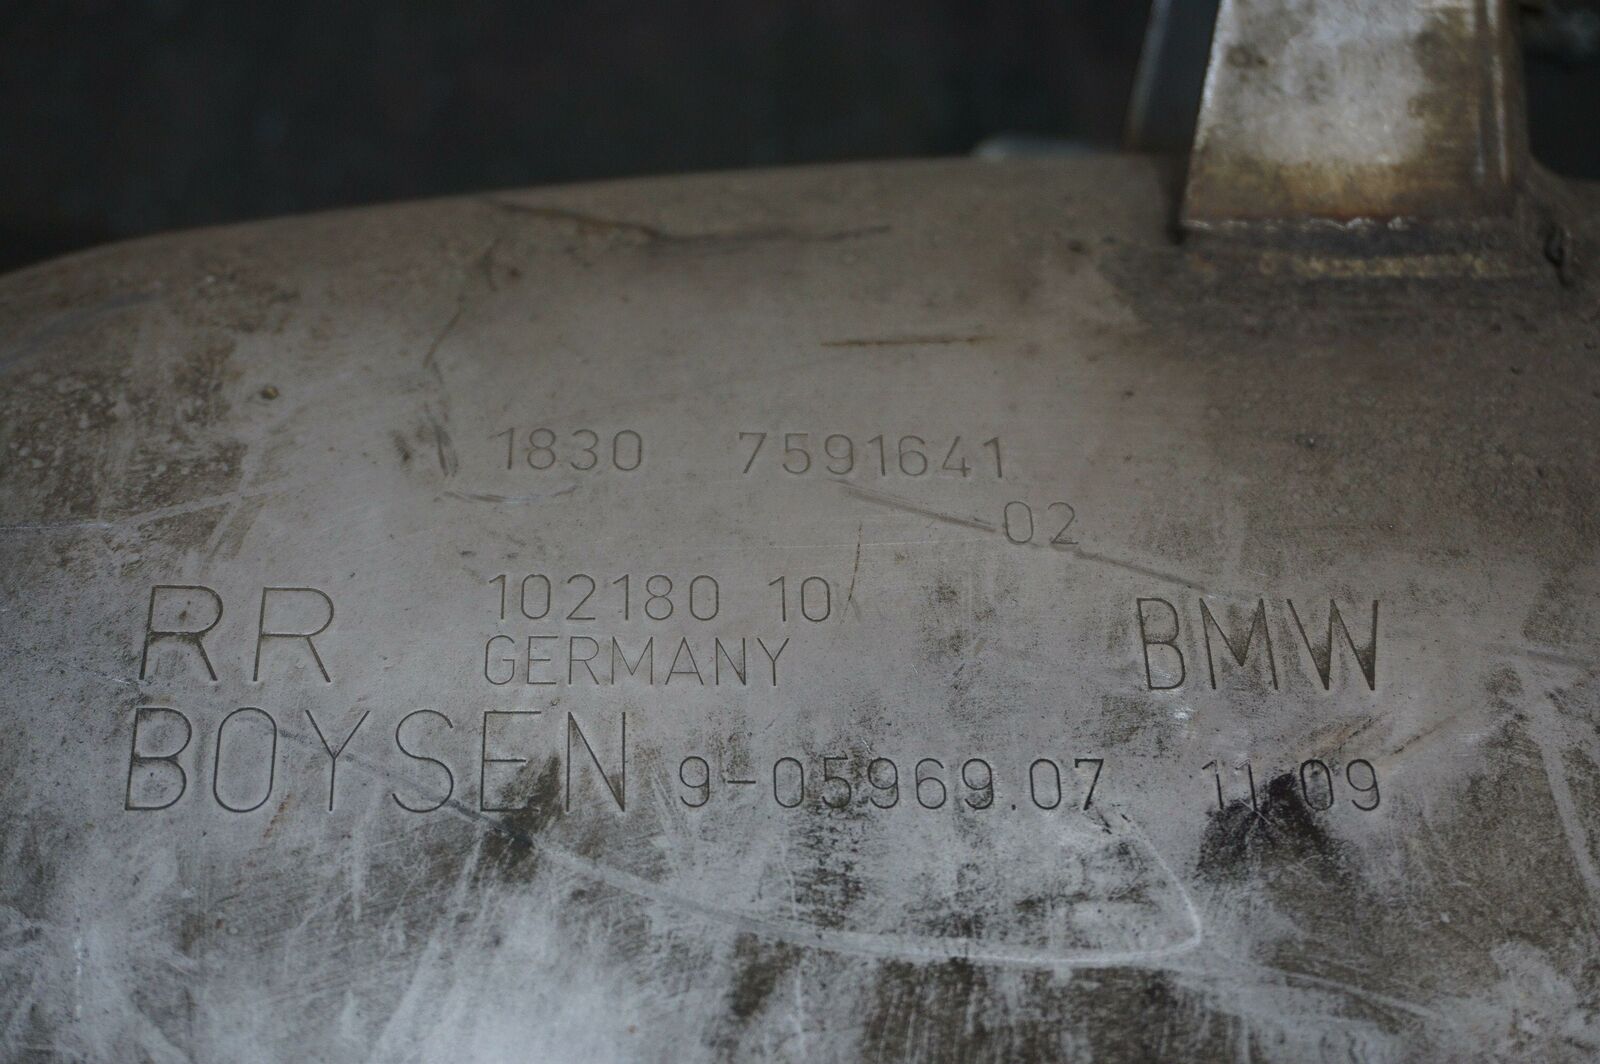 1830 7591641
02
RR 102180 10 BMW
GERMANY
BOYSEN 9-05969.07 11 09